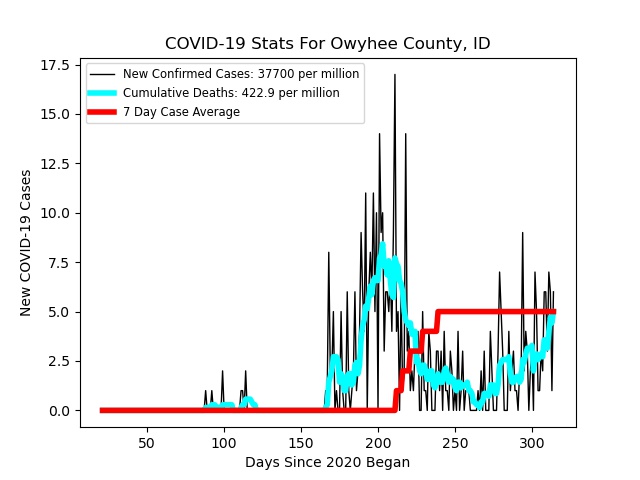 COVID-19 Stats For Owyhee County, ID
New Confirmed Cases: 37700 per million
Cumulative Deaths: 422.9 per million
7 Day Case Average
17.5
15.0
12.5
10.0
7.5
5.0
2.5
0.0
New COVID-19 Cases
50 100 150 200 250 300
Days Since 2020 Began